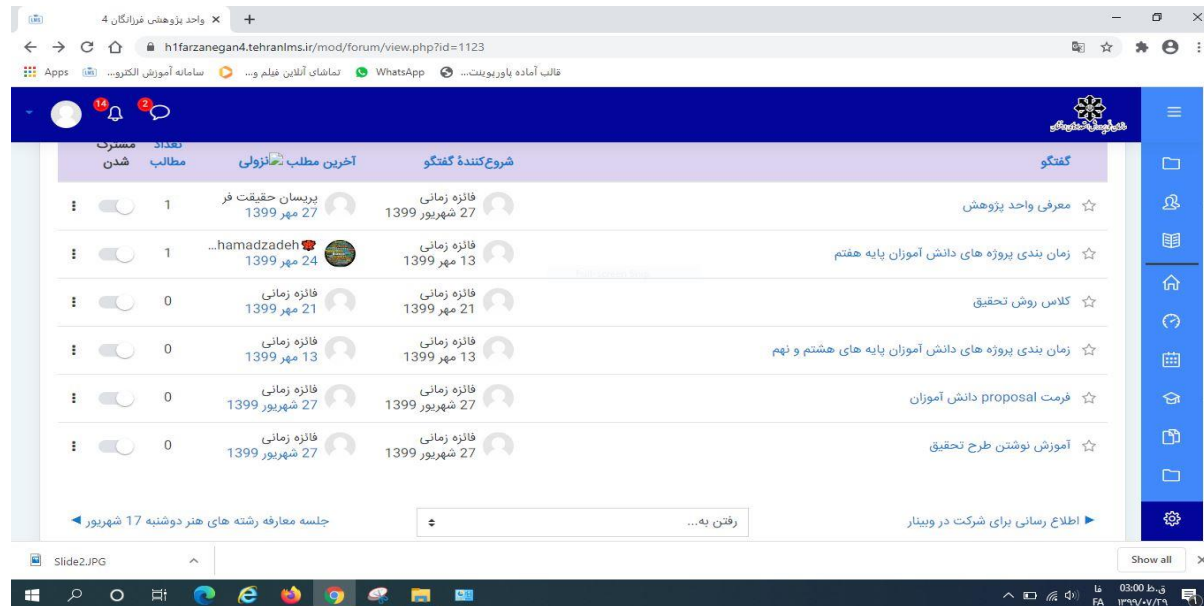 واحد پژوهشی فرزانگان 4
h1farzanegan4.tehranlms.ir/mod/forum/view.php?id=1123
Apps
سامانه آموزش الکترو...
تماشای آنلاین فیلم و...
WhatsApp
قالب آماده پاورپوینت...
14
2
گفتگو
شروع‌کنندهٔ گفتگو
آخرین مطلب نزولی
تعداد مطالب
مشترک شدن
معرفی واحد پژوهش
فائزه زمانی
27 شهریور 1399
پریسان حقیقت فر
27 مهر 1399
1
زمان بندی پروژه های دانش آموزان پایه هفتم
فائزه زمانی
13 مهر 1399
hamadzadeh...
24 مهر 1399
1
کلاس روش تحقیق
فائزه زمانی
21 مهر 1399
فائزه زمانی
21 مهر 1399
0
زمان بندی پروژه های دانش آموزان پایه های هشتم و نهم
فائزه زمانی
13 مهر 1399
فائزه زمانی
13 مهر 1399
0
فرمت proposal دانش آموزان
فائزه زمانی
27 شهریور 1399
فائزه زمانی
27 شهریور 1399
0
آموزش نوشتن طرح تحقیق
فائزه زمانی
27 شهریور 1399
فائزه زمانی
27 شهریور 1399
0
◄ اطلاع رسانی برای شرکت در وبینار
رفتن به...
جلسه معارفه رشته های هنر دوشنبه 17 شهریور ►
Slide2.JPG
Show all
فا
FA
03:00 ق.ظ
۱۳۹۹/۰۷/۲۹